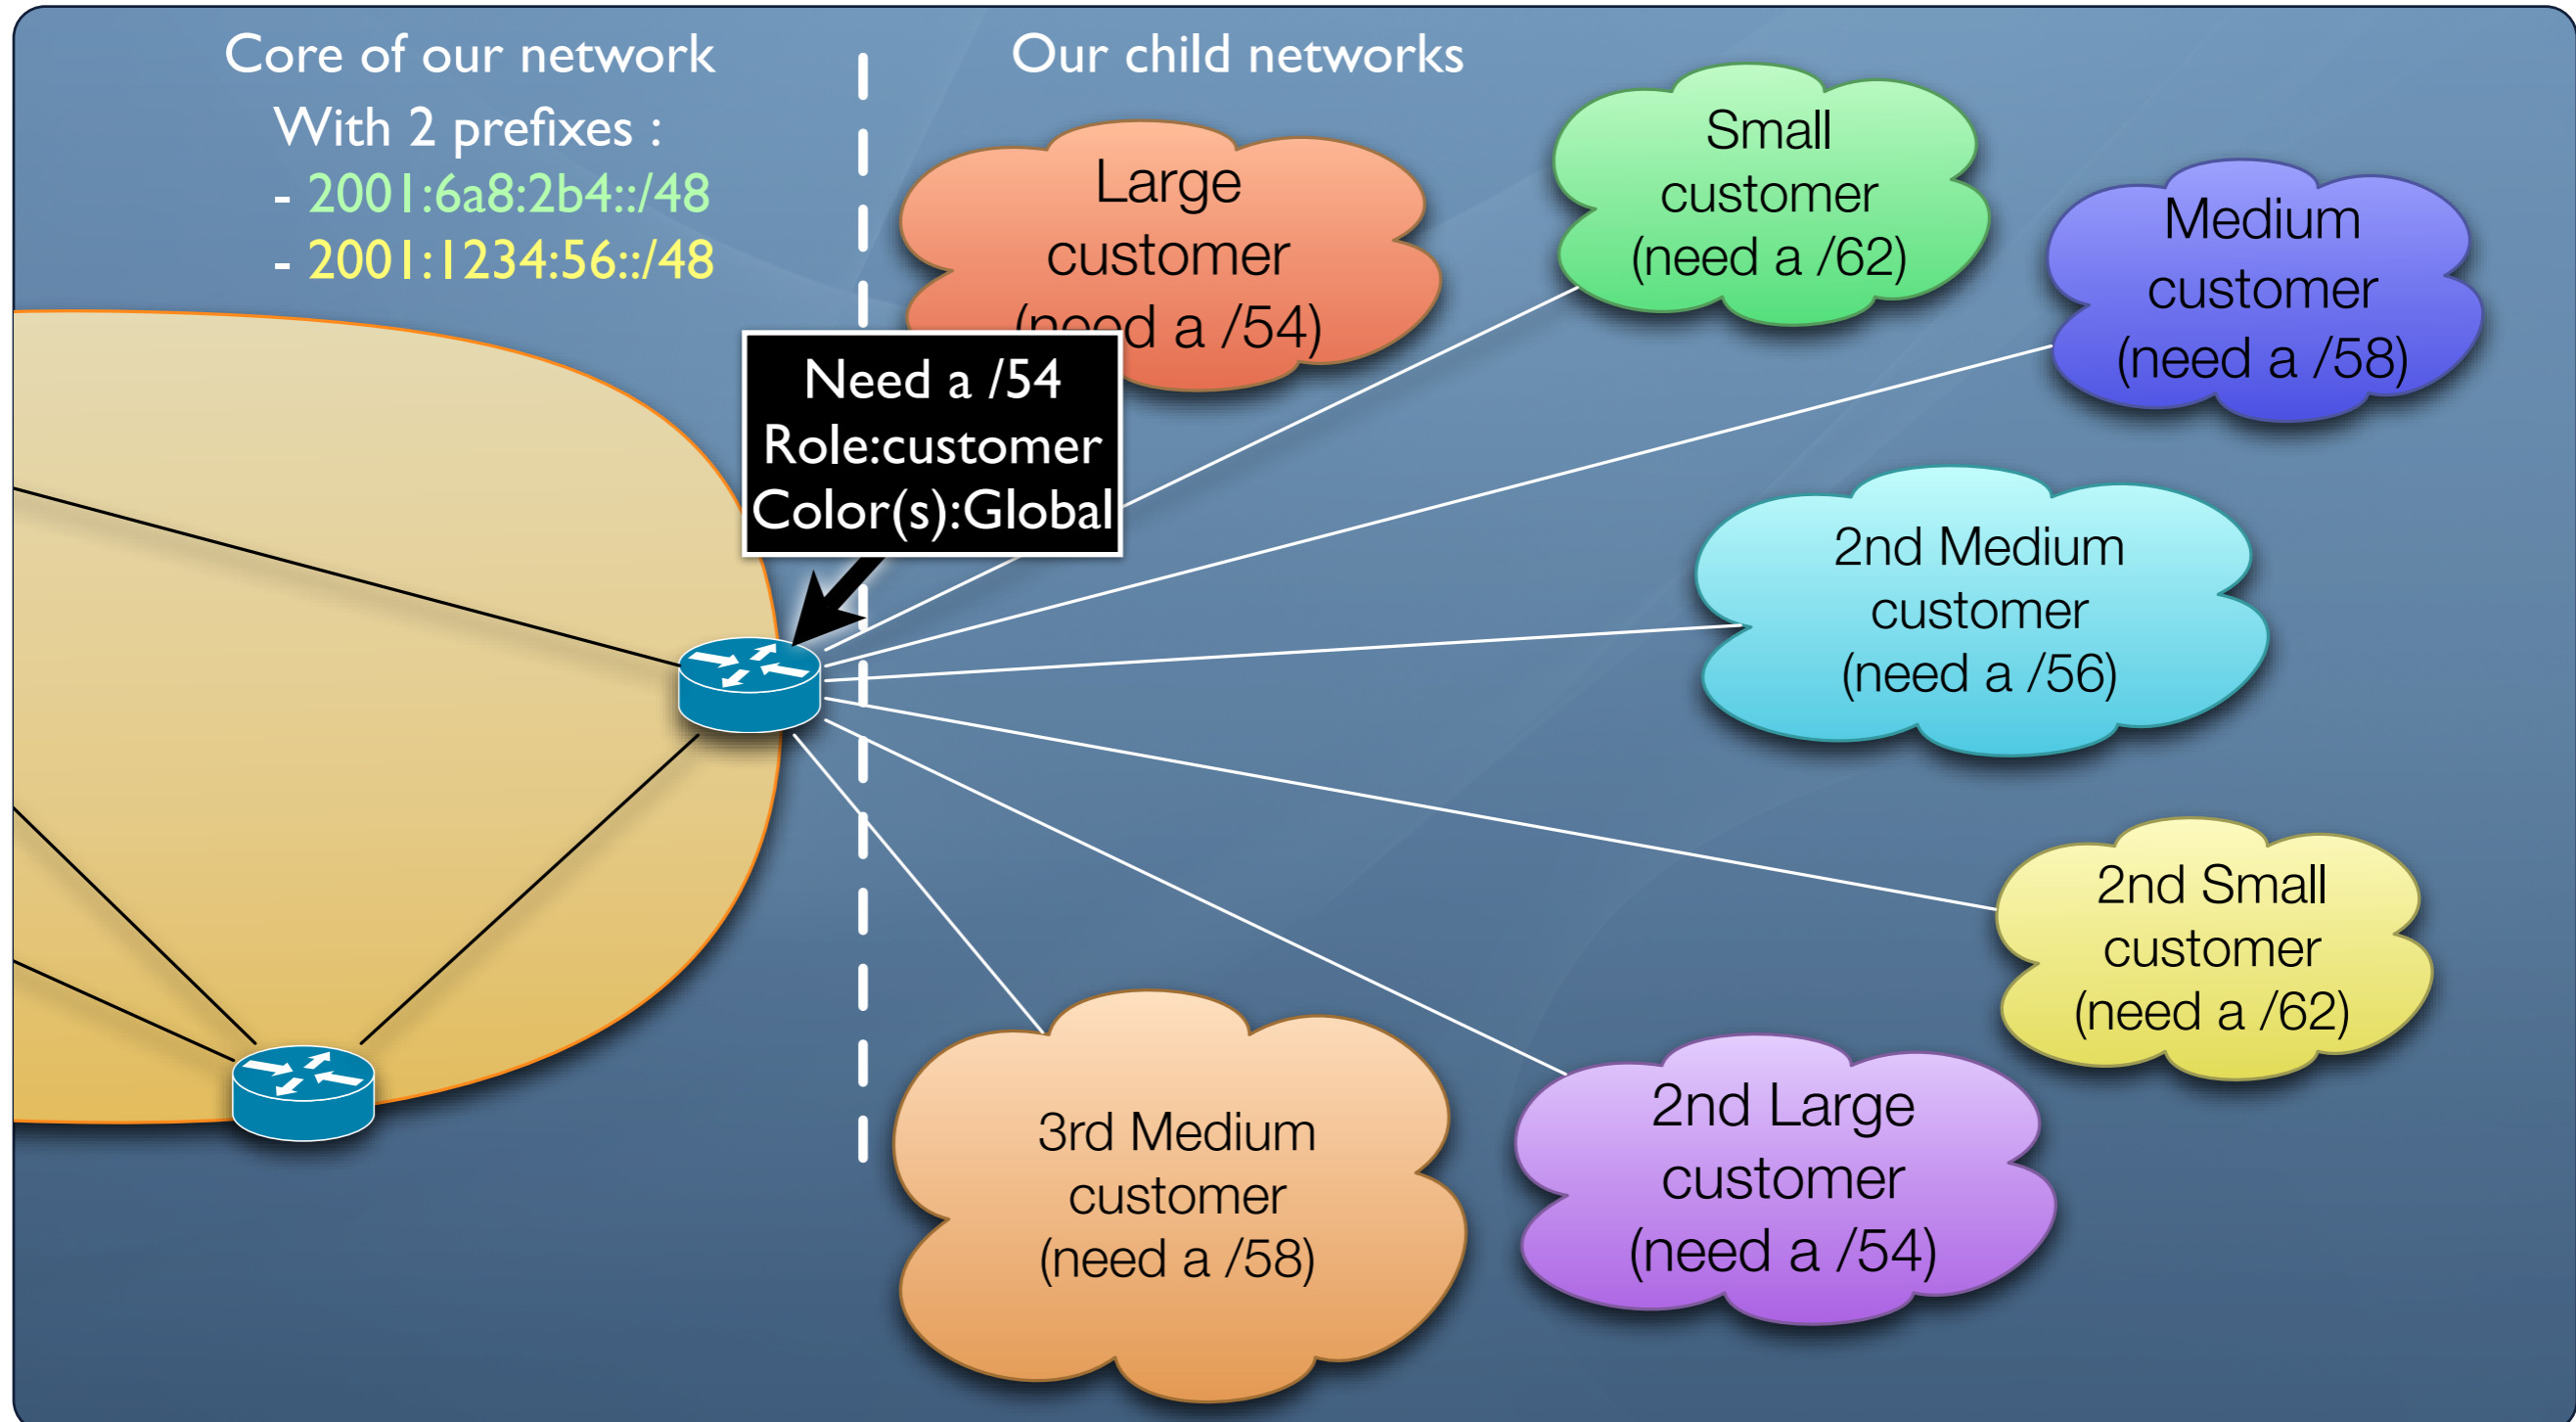 Core of our network
With 2 prefixes :
- 2001:6a8:2b4::/48
- 2001:1234:56::/48
Our child networks
Large
customer
(need a /54)
Need a /54
Role:customer
Color(s):Global
Small
customer
(need a /62)
Medium
customer
(need a /58)
2nd Medium
customer
(need a /56)
2nd Small
customer
(need a /62)
2nd Large
customer
(need a /54)
3rd Medium
customer
(need a /58)